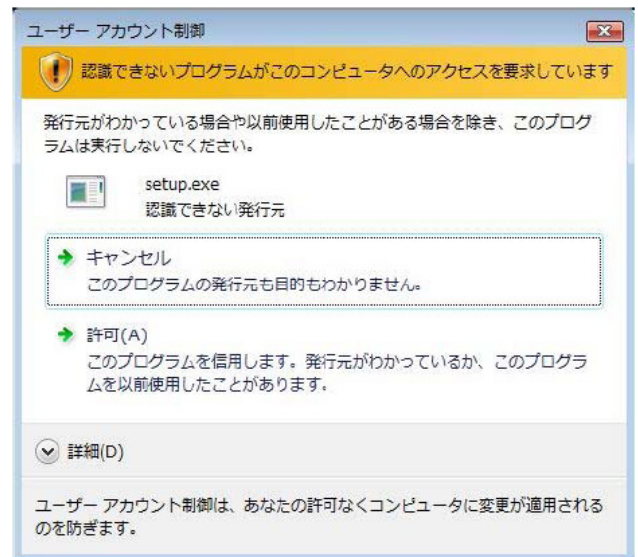 ユーザー アカウント制御
認識できないプログラムがこのコンピュータへのアクセスを要求しています
発行元がわかっている場合や以前使用したことがある場合を除き、このプログ
ラムは実行しないでください。
setup.exe
認識できない発行元
キャンセル
このプログラムの発行元も目的もわかりません。
許可(A)
このプログラムを信用します。発行元がわかっているか、このプログラ
ムを以前使用したことがあります。
詳細(D)
ユーザー アカウント制御は、あなたの許可なくコンピュータに変更が適用される
のを防ぎます。